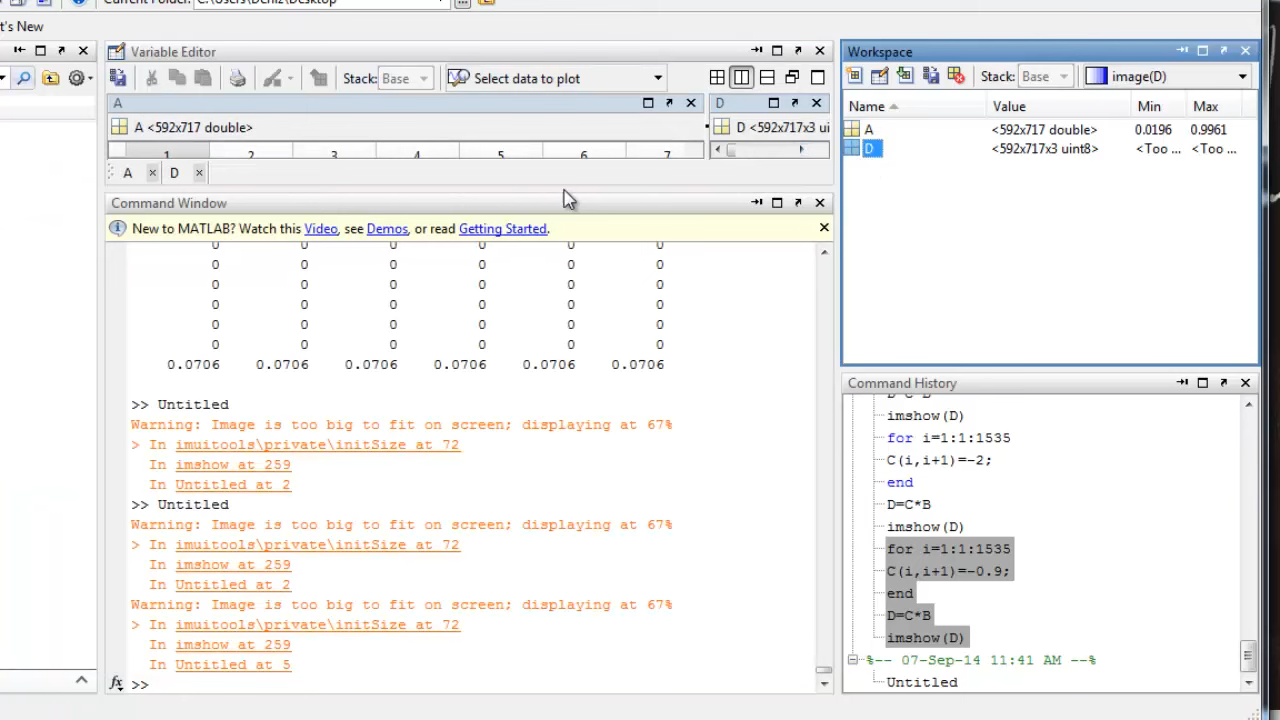 Current Folder: C:\Users\Deniz\Desktop
t's New
Variable Editor
Stack: Base
Select data to plot
A
D
A <592x717 double>
D <592x717x3 ui
1 2 3 4 5 6 7
A
D
Command Window
New to MATLAB? Watch this Video, see Demos, or read Getting Started.
0 0 0 0 0 0
0 0 0 0 0 0
0 0 0 0 0 0
0 0 0 0 0 0
0 0 0 0 0 0
0 0 0 0 0 0
0.0706 0.0706 0.0706 0.0706 0.0706 0.0706
>> Untitled
Warning: Image is too big to fit on screen; displaying at 67%
> In imuitools\private\initSize at 72
In imshow at 259
In Untitled at 2
>> Untitled
Warning: Image is too big to fit on screen; displaying at 67%
> In imuitools\private\initSize at 72
In imshow at 259
In Untitled at 2
Warning: Image is too big to fit on screen; displaying at 67%
> In imuitools\private\initSize at 72
In imshow at 259
In Untitled at 5
fx >>
Workspace
Stack: Base
image(D)
Name Value Min Max
A <592x717 double> 0.0196 0.9961
D <592x717x3 uint8> <Too ... <Too ...
Command History
D=C*B
imshow(D)
for i=1:1:1535
C(i,i+1)=-2;
end
D=C*B
imshow(D)
for i=1:1:1535
C(i,i+1)=-0.9;
end
D=C*B
imshow(D)
%-- 07-Sep-14 11:41 AM --%
Untitled